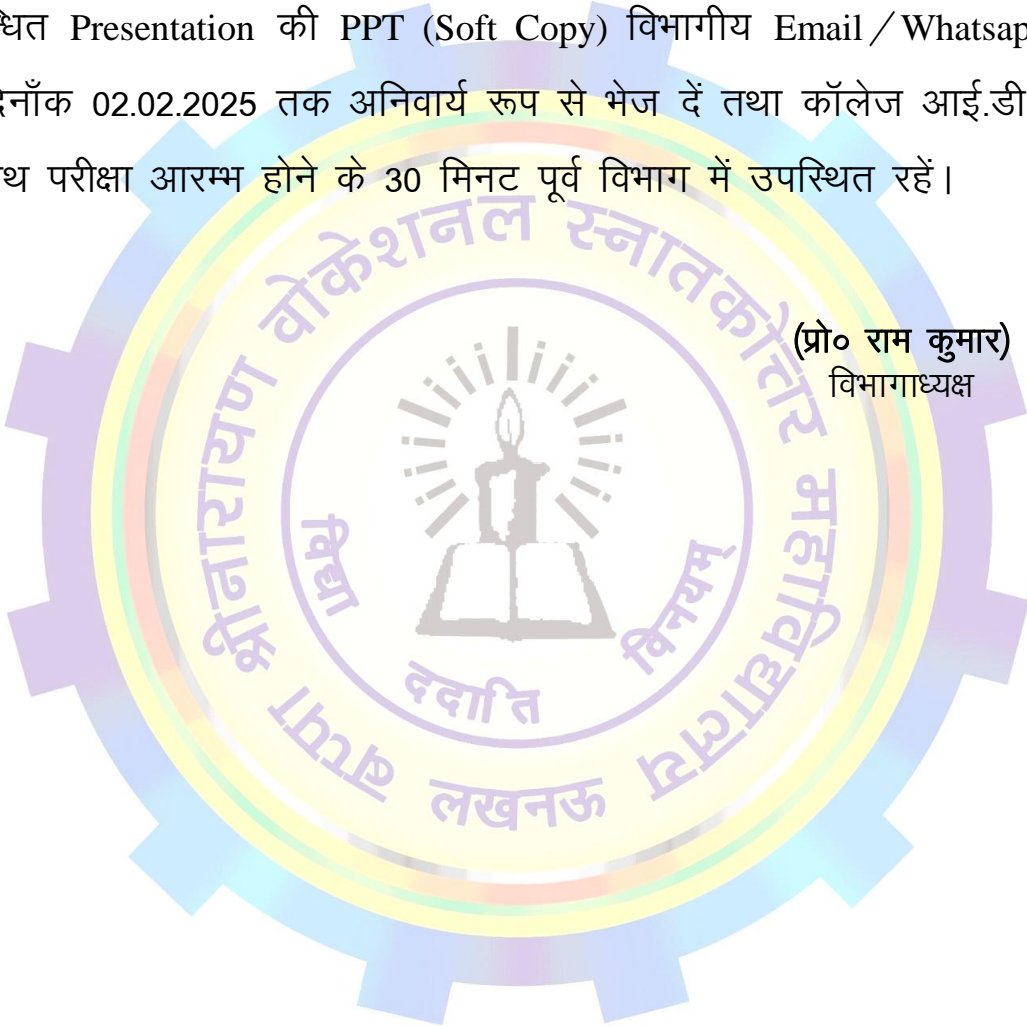 धित Presentation की PPT (Soft Copy) विभागीय Email/Whatsap
दिनाँक 02.02.2025 तक अनिवार्य रूप से भेज दें तथा कॉलेज आई.डी.
थ परीक्षा आरम्भ होने के 30 मिनट पूर्व विभाग में उपस्थित रहें।
(प्रो० राम कुमार)
विभागाध्यक्ष
बप्पा श्रीनारायण वोकेशनल स्नातकोत्तर महाविद्यालय
लखनऊ
विद्या ददाति विनयम्